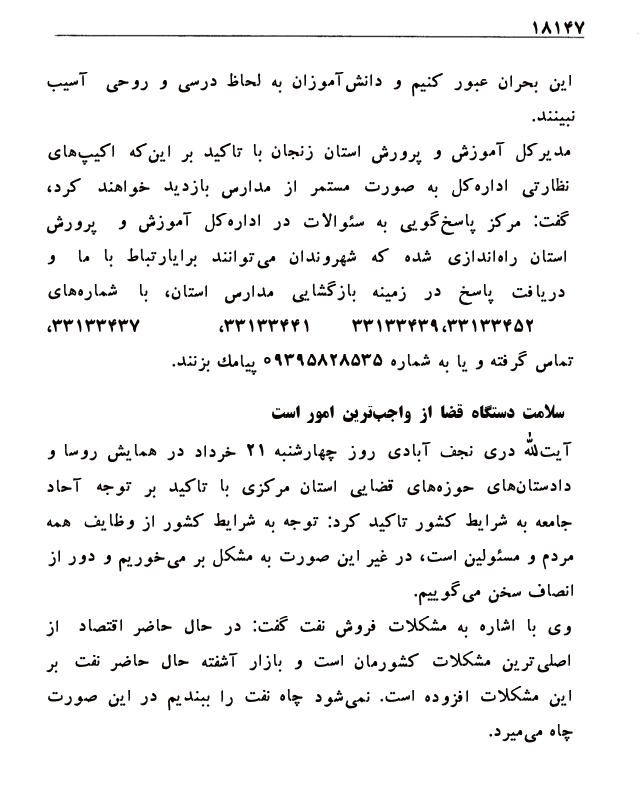 ۱۸۱۴۷
این بحران عبور کنیم و دانش‌آموزان به لحاظ درسی و روحی آسیب
نبینند.
مدیرکل آموزش و پرورش استان زنجان با تاکید بر این‌که اکیپ‌های
نظارتی اداره‌کل به صورت مستمر از مدارس بازدید خواهند کرد،
گفت: مرکز پاسخ‌گویی به سئوالات در اداره‌کل آموزش و پرورش
استان راه‌اندازی شده که شهروندان می‌توانند برایارتباط با ما و
دریافت پاسخ در زمینه بازگشایی مدارس استان، با شماره‌های
۳۳۱۳۳۴۵۲،۳۳۱۳۳۴۳۹ ۳۳۱۳۳۴۴۱، ۳۳۱۳۳۴۳۷،
تماس گرفته و یا به شماره ۰۹۳۹۵۸۲۸۵۳۵ پیامك بزنند.
سلامت دستگاه قضا از واجب‌ترین امور است
آیت‌الله دری نجف آبادی روز چهارشنبه ۲۱ خرداد در همایش روسا و
دادستان‌های حوزه‌های قضایی استان مرکزی با تاکید بر توجه آحاد
جامعه به شرایط کشور تاکید کرد: توجه به شرایط کشور از وظایف همه
مردم و مسئولین است، در غیر این صورت به مشکل بر می‌خوریم و دور از
انصاف سخن می‌گوییم.
وی با اشاره به مشکلات فروش نفت گفت: در حال حاضر اقتصاد از
اصلی‌ترین مشکلات کشورمان است و بازار آشفته حال حاضر نفت بر
این مشکلات افزوده است. نمی‌شود چاه نفت را ببندیم در این صورت
چاه می‌میرد.